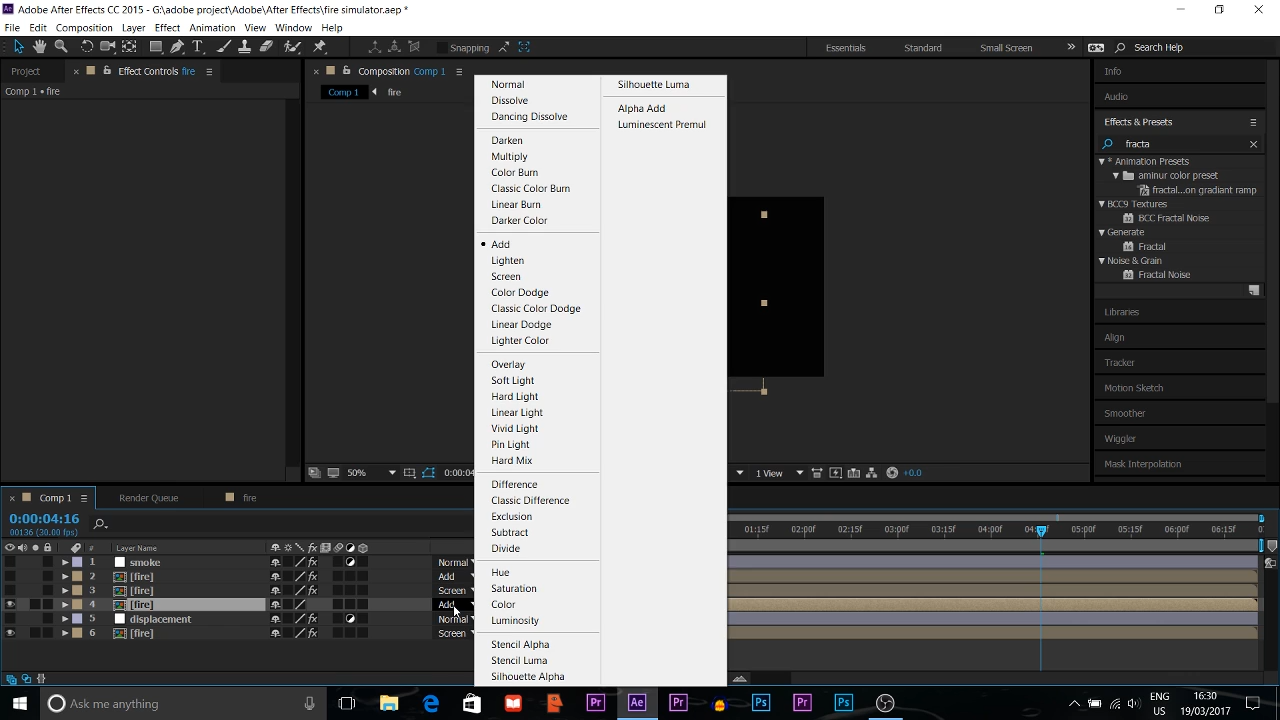 Adobe After Effects CC 2015 - G:\adobe project\Adobe\After Effects\fire simulator.aep *
File Edit Composition Layer Effect Animation View Window Help
Snapping
Essentials Standard Small Screen Search Help
Project
Effect Controls fire
Composition Comp 1
Comp 1 • fire
Comp 1 fire
Normal
Dissolve
Dancing Dissolve
Darken
Multiply
Color Burn
Classic Color Burn
Linear Burn
Darker Color
Add
Lighten
Screen
Color Dodge
Classic Color Dodge
Linear Dodge
Lighter Color
Overlay
Soft Light
Hard Light
Linear Light
Vivid Light
Pin Light
Hard Mix
Difference
Classic Difference
Exclusion
Subtract
Divide
Hue
Saturation
Color
Luminosity
Stencil Alpha
Stencil Luma
Silhouette Alpha
Silhouette Luma
Alpha Add
Luminescent Premul
Info
Audio
Effects & Presets
fracta
* Animation Presets
aminur color preset
fractal...on gradiant ramp
BCC9 Textures
BCC Fractal Noise
Generate
Fractal
Noise & Grain
Fractal Noise
Libraries
Align
Tracker
Motion Sketch
Smoother
Wiggler
Mask Interpolation
50% 0:00:04 1 View +0.0
Comp 1 Render Queue fire
0:00:04:16
00136 (30.00 fps)
# Layer Name
1 smoke Normal
2 [fire] Add
3 [fire] Screen
4 [fire] Add
5 displacement Normal
6 [fire] Screen
01:15f 02:00f 02:15f 03:00f 03:15f 04:00f 05:00f 05:15f 06:00f 06:15f
Ask me anything
ENG
US
16:30
19/03/2017